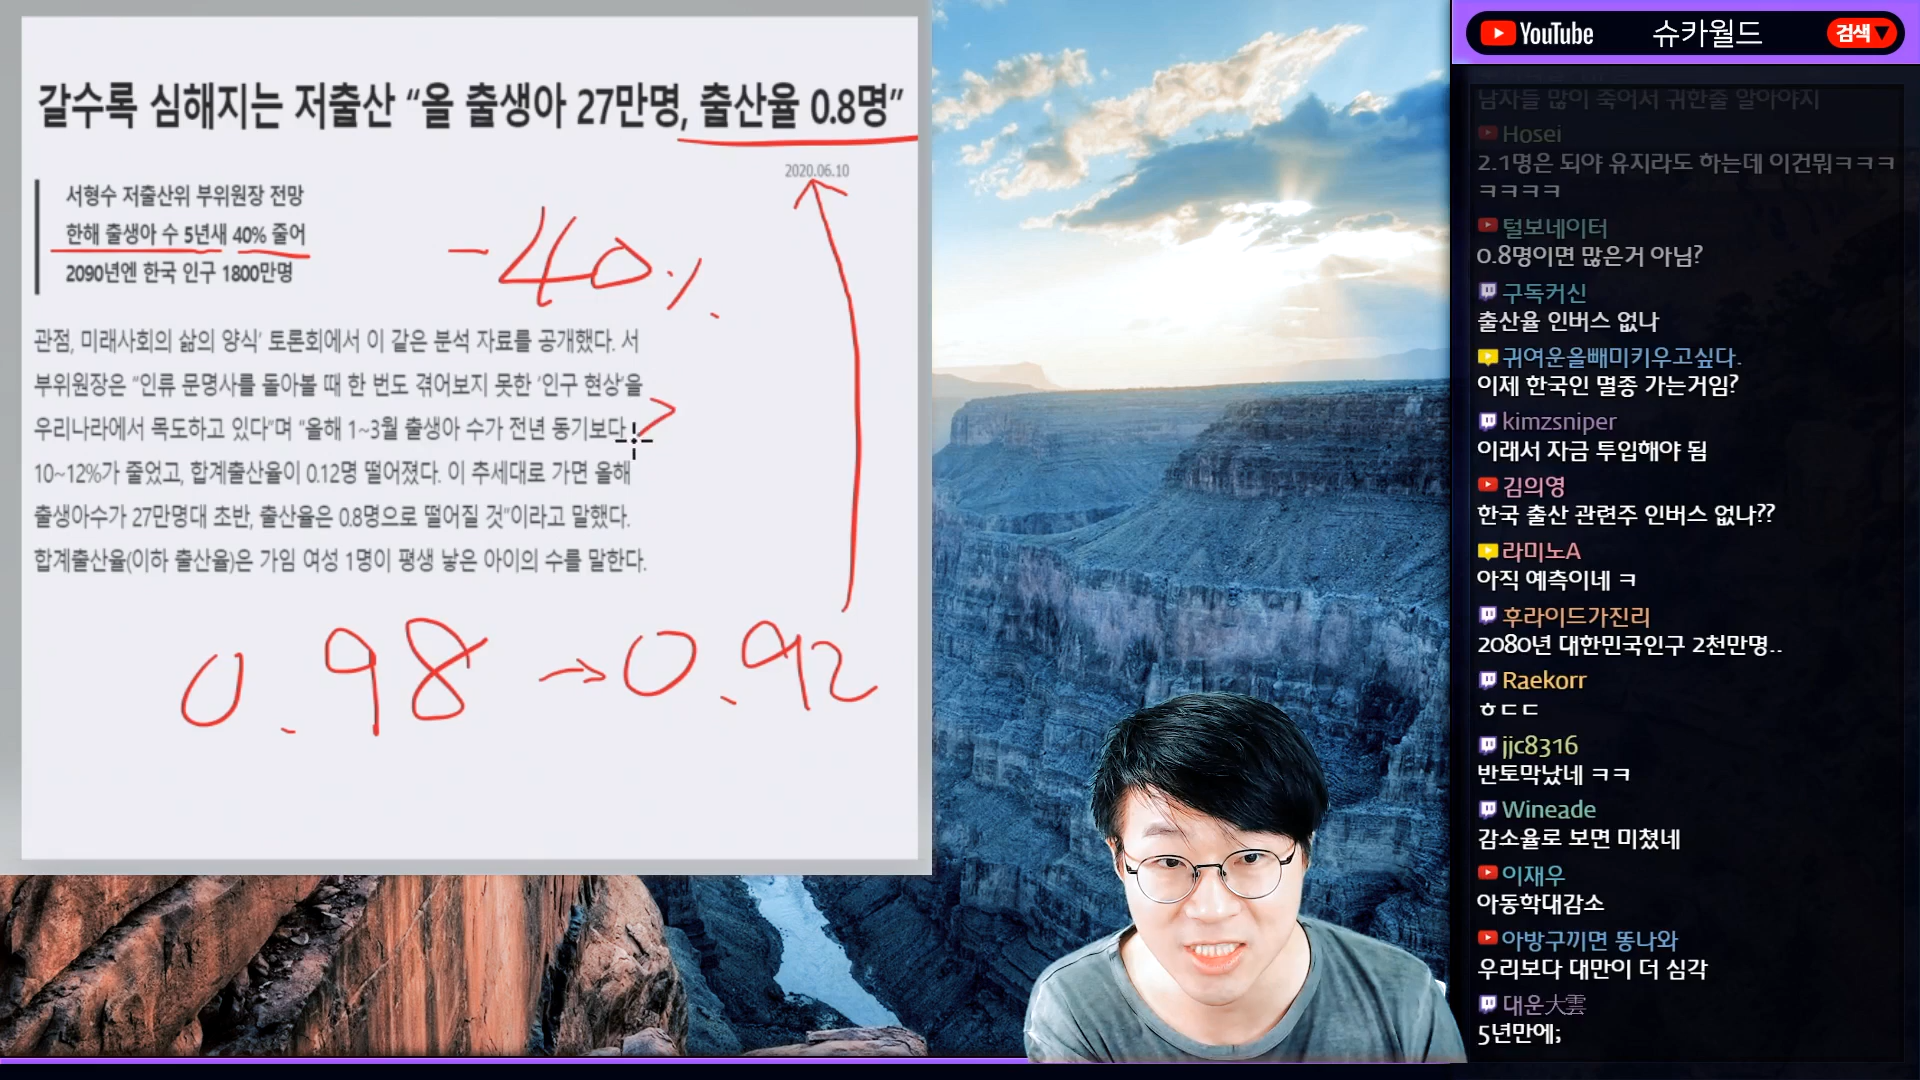 갈수록 심해지는 저출산 “올 출생아 27만명, 출산율 0.8명”
2020.06.10
서형수 저출산위 부위원장 전망
한해 출생아 수 5년새 40% 줄어
2090년엔 한국 인구 1800만명
-40%.
관점, 미래사회의 삶의 양식’ 토론회에서 이 같은 분석 자료를 공개했다. 서
부위원장은 “인류 문명사를 돌아볼 때 한 번도 겪어보지 못한 ‘인구 현상’을
우리나라에서 목도하고 있다”며 “올해 1~3월 출생아 수가 전년 동기보다
10~12%가 줄었고, 합계출산율이 0.12명 떨어졌다. 이 추세대로 가면 올해
출생아수가 27만명대 초반, 출산율은 0.8명으로 떨어질 것”이라고 말했다.
합계출산율(이하 출산율)은 가임 여성 1명이 평생 낳은 아이의 수를 말한다.
0.98 → 0.92
YouTube 슈카월드 검색▼
남자들 많이 죽어서 귀한줄 알아야지
Hosei
2.1명은 되야 유지라도 하는데 이건뭐ㅋㅋㅋ
ㅋㅋㅋㅋ
털보네이터
0.8명이면 많은거 아님?
구독커신
출산율 인버스 없나
귀여운올빼미키우고싶다.
이제 한국인 멸종 가는거임?
kimzsniper
이래서 자금 투입해야 됨
김의영
한국 출산 관련주 인버스 없나??
라미노A
아직 예측이네 ㅋ
후라이드가진리
2080년 대한민국인구 2천만명..
Raekorr
ㅎㄷㄷ
jjc8316
반토막났네 ㅋㅋ
Wineade
감소율로 보면 미쳤네
이재우
아동학대감소
아방구끼면 똥나와
우리보다 대만이 더 심각
대운大雲
5년만에;